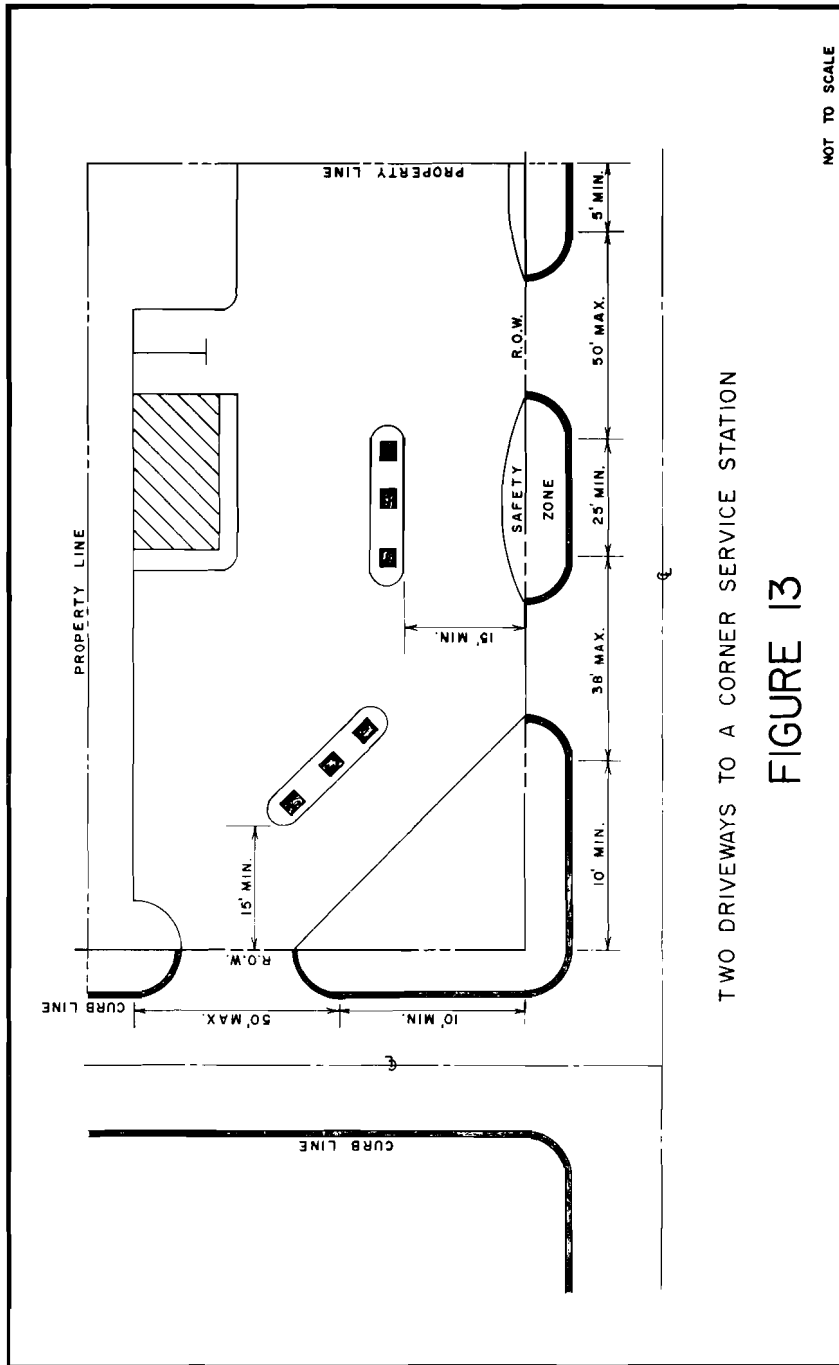 PROPERTY LINE
PROPERTY LINE
CURB LINE
R.O.W.
15' MIN.
50' MAX.
10' MIN.
℄
CURB LINE
15' MIN.
R.O.W.
SAFETY
ZONE
10' MIN.
38' MAX.
25' MIN.
50' MAX.
5' MIN.
℄
TWO DRIVEWAYS TO A CORNER SERVICE STATION
FIGURE 13
NOT TO SCALE